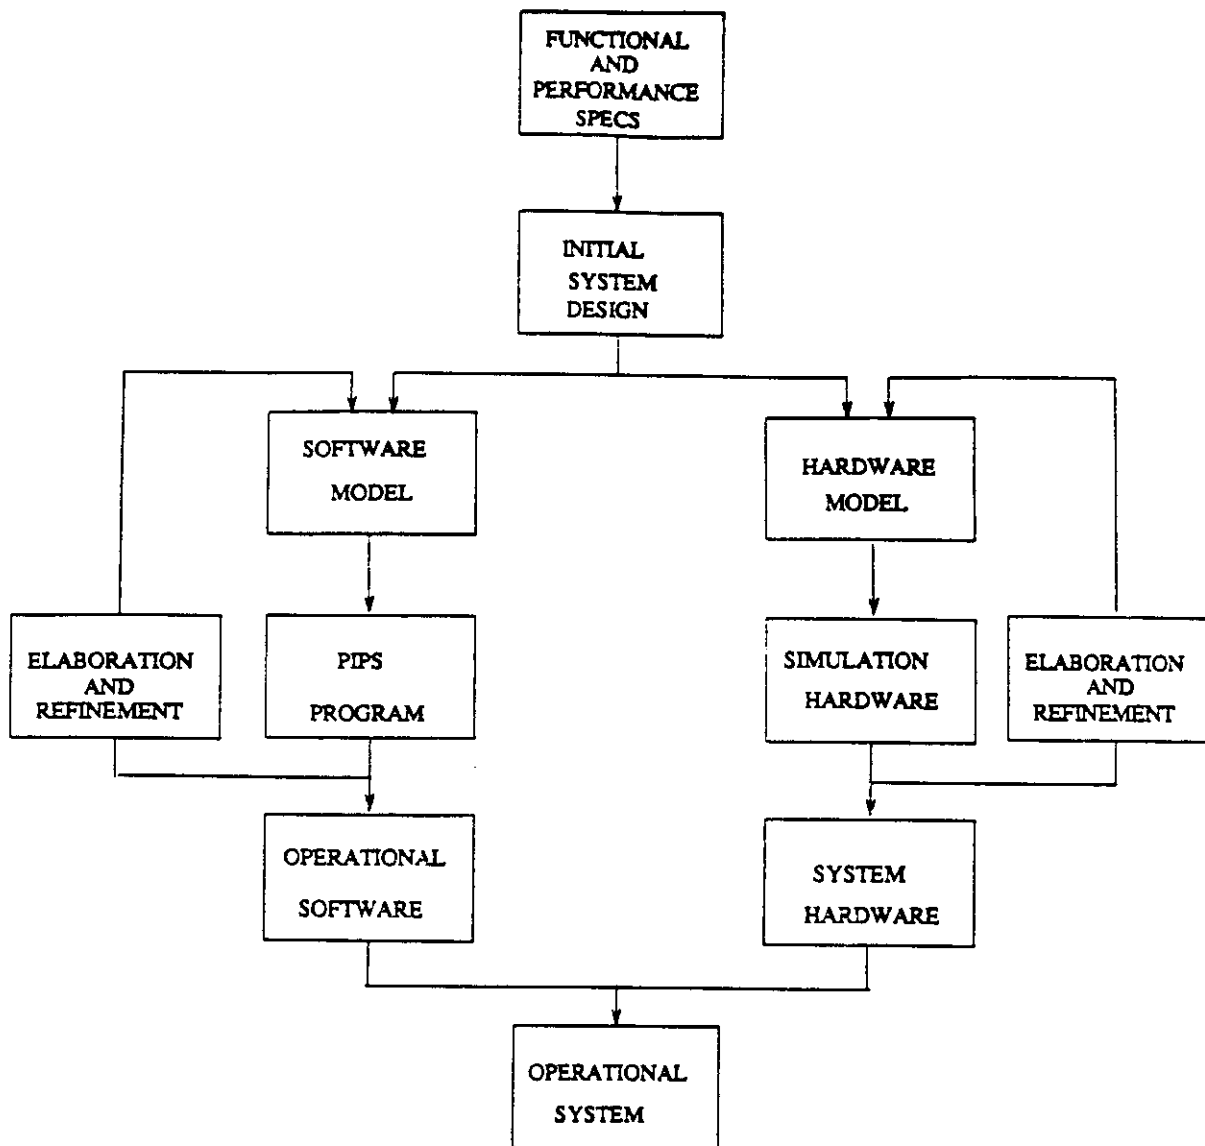 FUNCTIONAL
AND
PERFORMANCE
SPECS
INITIAL
SYSTEM
DESIGN
SOFTWARE
MODEL
HARDWARE
MODEL
ELABORATION
AND
REFINEMENT
PIPS
PROGRAM
SIMULATION
HARDWARE
ELABORATION
AND
REFINEMENT
OPERATIONAL
SOFTWARE
SYSTEM
HARDWARE
OPERATIONAL
SYSTEM